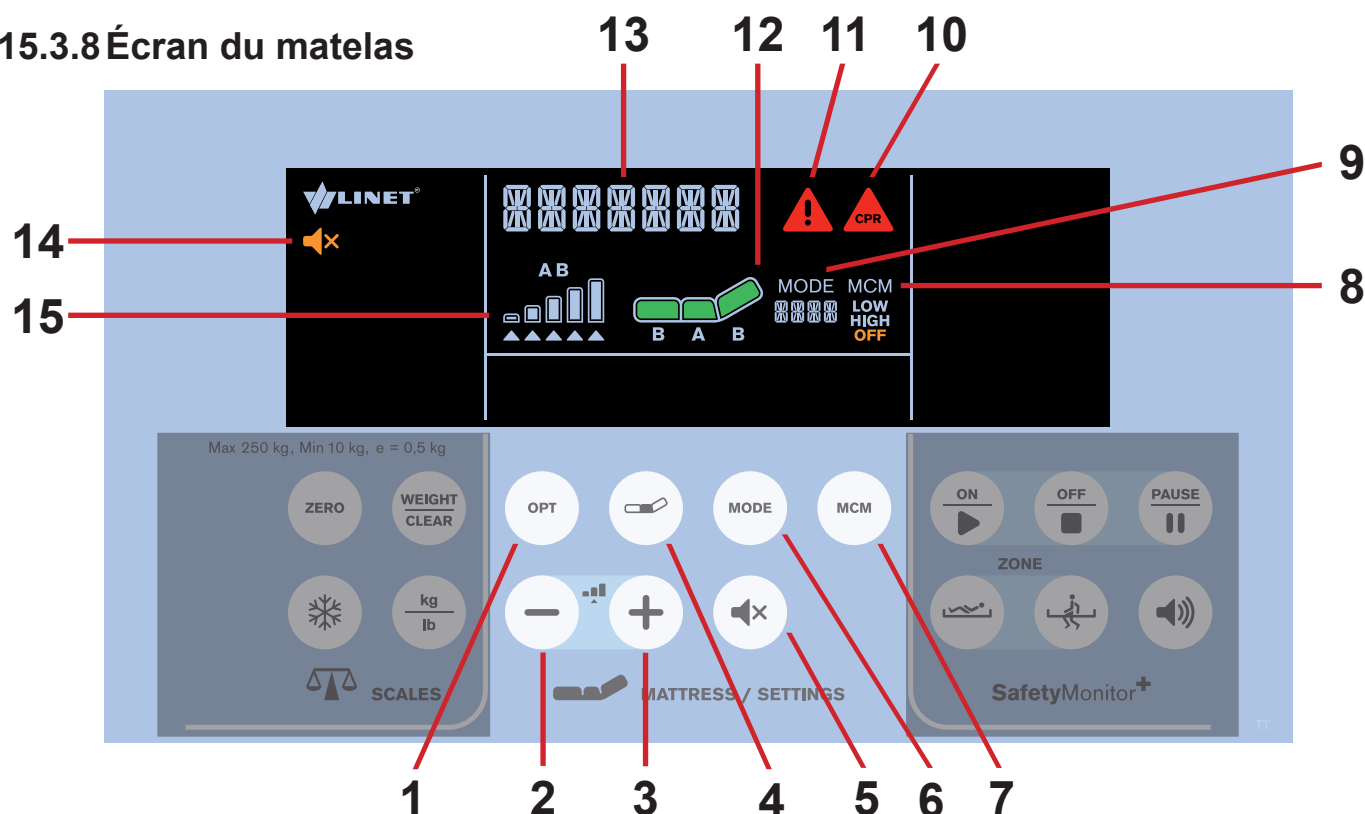 15.3.8 Écran du matelas
13
12
11
10
9
8
14
15
LINET®
CPR
A B
B A B
MODE
MCM
LOW
HIGH
OFF
Max 250 kg, Min 10 kg, e = 0,5 kg
ZERO
WEIGHT
CLEAR
OPT
MODE
MCM
ON
OFF
PAUSE
ZONE
kg
lb
SCALES
MATTRESS / SETTINGS
SafetyMonitor+
TT
1
2
3
4
5
6
7